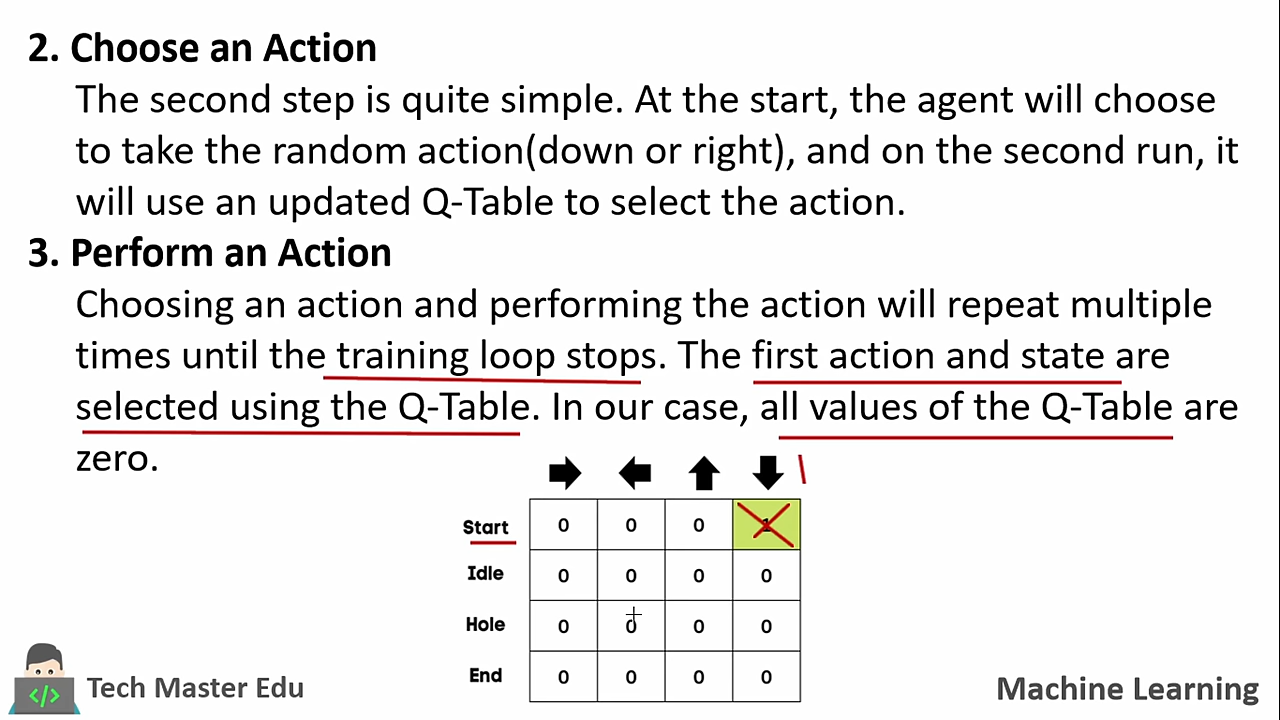 2. Choose an Action
The second step is quite simple. At the start, the agent will choose
to take the random action(down or right), and on the second run, it
will use an updated Q-Table to select the action.
3. Perform an Action
Choosing an action and performing the action will repeat multiple
times until the training loop stops. The first action and state are
selected using the Q-Table. In our case, all values of the Q-Table are
zero.
Start 0 0 0 1
Idle 0 0 0 0
Hole 0 0 0 0
End 0 0 0 0
</> Tech Master Edu
Machine Learning